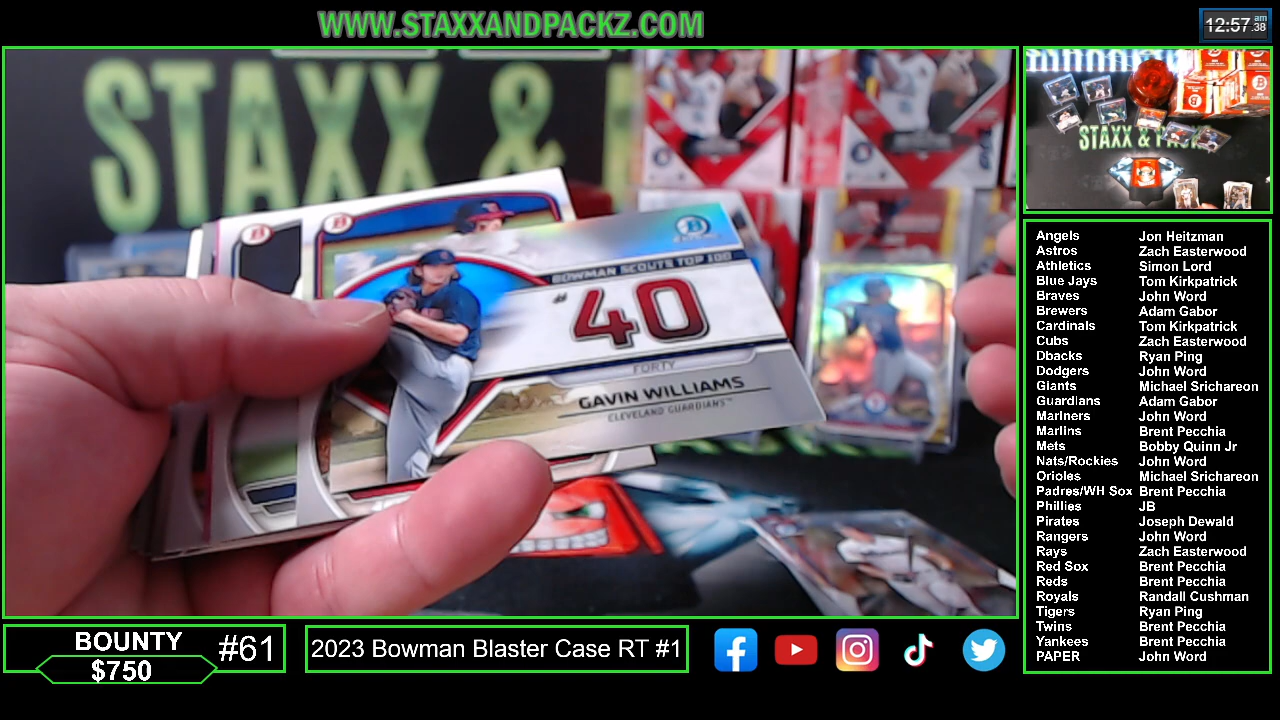 WWW.STAXXANDPACKZ.COM
12:57 am .38
STAXX &
BOWMAN SCOUTS TOP 100
#40
FORTY
GAVIN WILLIAMS
CLEVELAND GUARDIANS™
STAXX & PACK
Angels Jon Heitzman
Astros Zach Easterwood
Athletics Simon Lord
Blue Jays Tom Kirkpatrick
Braves John Word
Brewers Adam Gabor
Cardinals Tom Kirkpatrick
Cubs Zach Easterwood
Dbacks Ryan Ping
Dodgers John Word
Giants Michael Srichareon
Guardians Adam Gabor
Mariners John Word
Marlins Brent Pecchia
Mets Bobby Quinn Jr
Nats/Rockies John Word
Orioles Michael Srichareon
Padres/WH Sox Brent Pecchia
Phillies JB
Pirates Joseph Dewald
Rangers John Word
Rays Zach Easterwood
Red Sox Brent Pecchia
Reds Brent Pecchia
Royals Randall Cushman
Tigers Ryan Ping
Twins Brent Pecchia
Yankees Brent Pecchia
PAPER John Word
BOUNTY
$750
#61
2023 Bowman Blaster Case RT #1